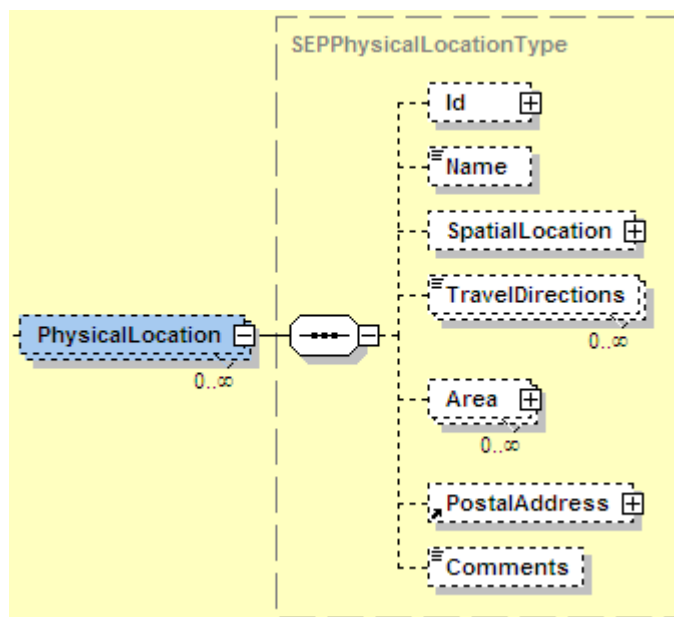 SEPPhysicalLocationType
Id
Name
SpatialLocation
TravelDirections
0..∞
PhysicalLocation
0..∞
Area
0..∞
PostalAddress
Comments